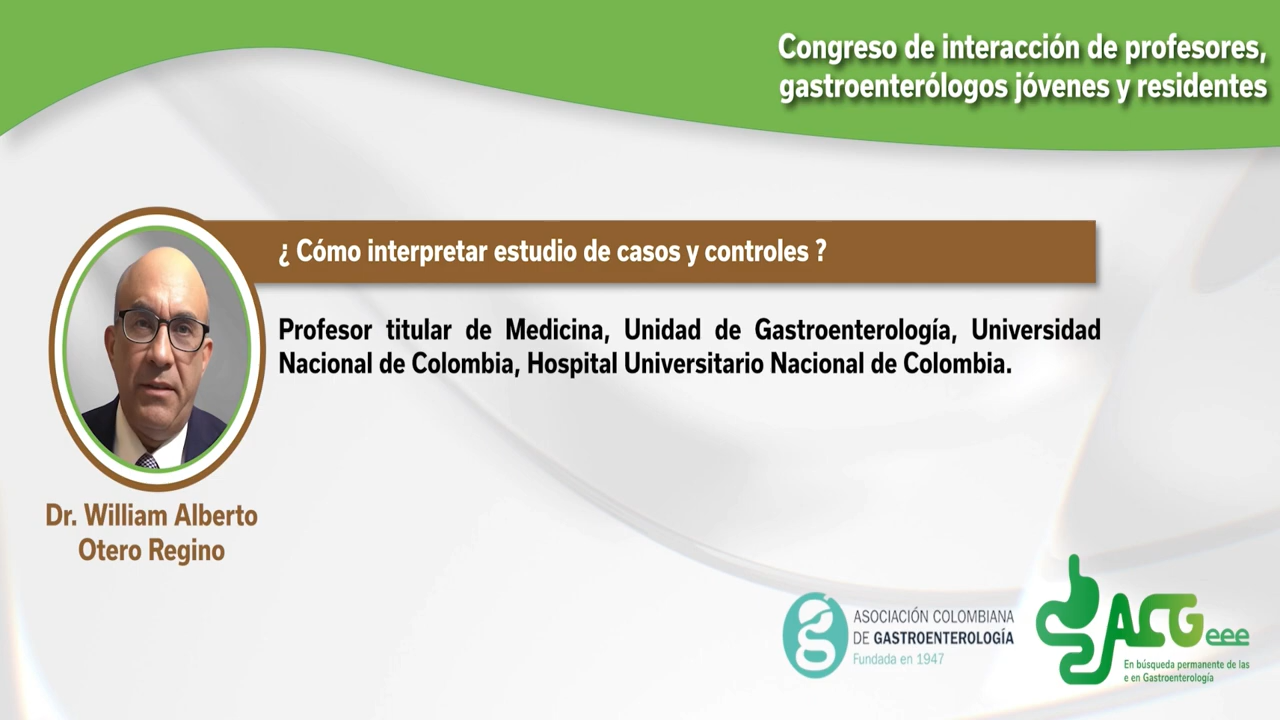 Congreso de interacción de profesores,
gastroenterólogos jóvenes y residentes
¿ Cómo interpretar estudio de casos y controles ?
Profesor titular de Medicina, Unidad de Gastroenterología, Universidad
Nacional de Colombia, Hospital Universitario Nacional de Colombia.
Dr. William Alberto
Otero Regino
ASOCIACIÓN COLOMBIANA
DE GASTROENTEROLOGÍA
Fundada en 1947
ACGeee
En búsqueda permanente de las
e en Gastroenterología